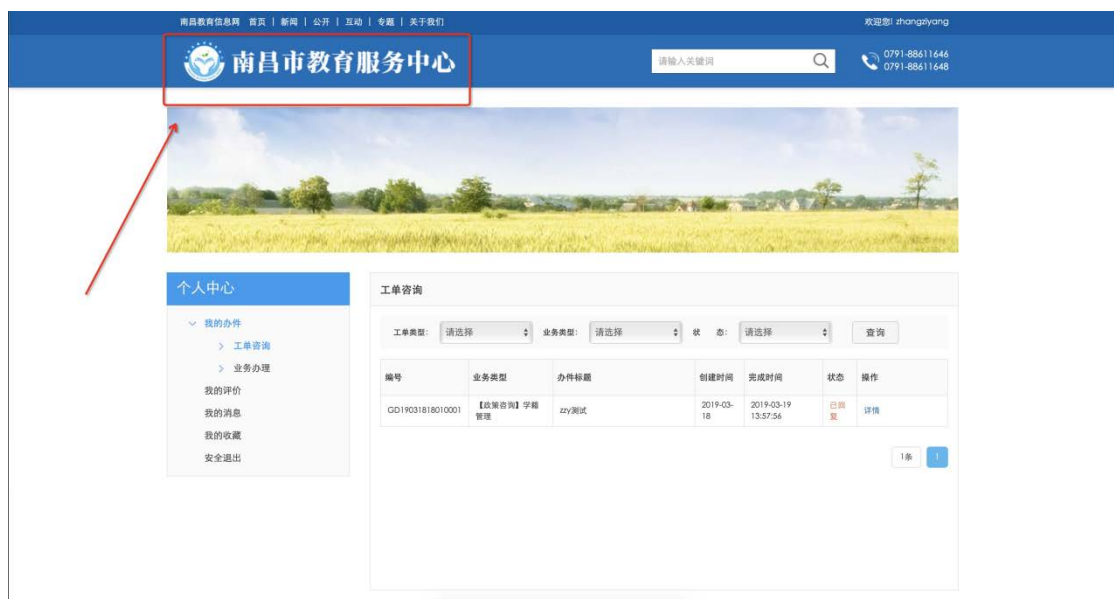 南昌教育信息网 首页 | 新闻 | 公开 | 互动 | 专题 | 关于我们
欢迎您! zhangziyang
南昌市教育服务中心
请输入关键词
0791-88611646
0791-88611648
个人中心
我的办件
工单咨询
业务办理
我的评价
我的消息
我的收藏
安全退出
工单咨询
工单类型: 请选择 业务类型: 请选择 状 态: 请选择 查询
编号 业务类型 办件标题 创建时间 完成时间 状态 操作
GD19031818010001 【政策咨询】学籍管理 zzy测试 2019-03-18 2019-03-19 13:57:56 已回复 详情
1条 1